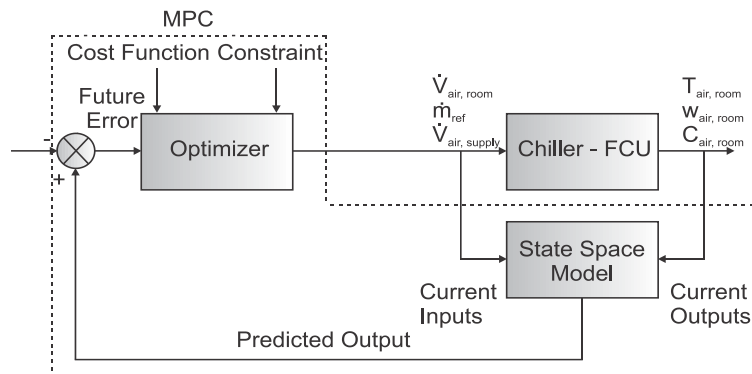 MPC
Cost Function Constraint
Future
Error
-
+
Optimizer
V̇air, room
ṁref
V̇air, supply
Chiller - FCU
Tair, room
wair, room
Cair, room
State Space
Model
Current
Inputs
Current
Outputs
Predicted Output